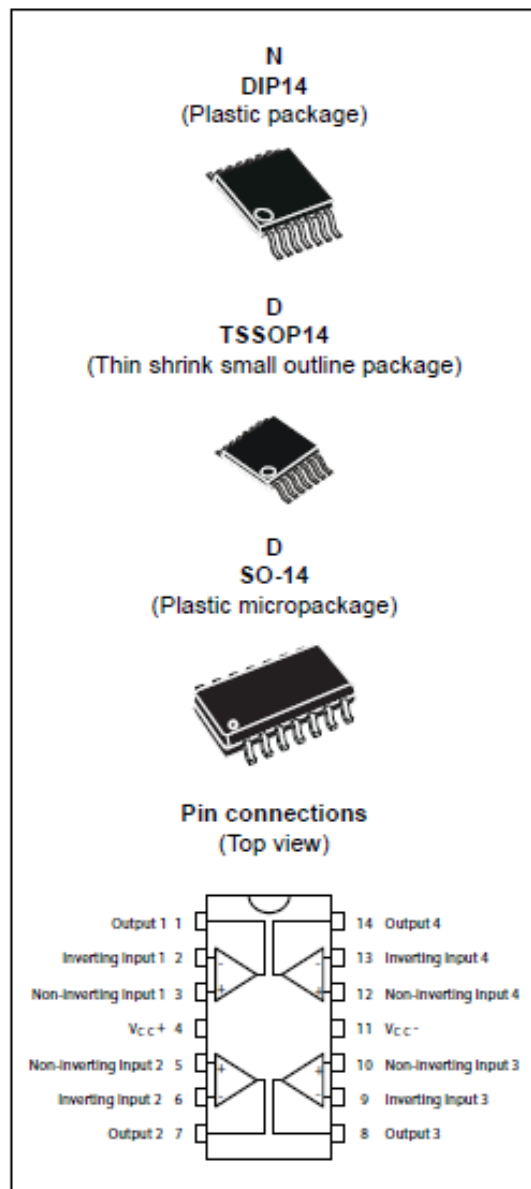 N
DIP14
(Plastic package)
D
TSSOP14
(Thin shrink small outline package)
D
SO-14
(Plastic micropackage)
Pin connections
(Top view)
Output 1 1 14 Output 4
Inverting Input 1 2 - - 13 Inverting Input 4
Non-inverting Input 1 3 + + 12 Non-inverting Input 4
VCC+ 4 11 VCC-
Non-inverting Input 2 5 + + 10 Non-inverting Input 3
Inverting Input 2 6 - - 9 Inverting Input 3
Output 2 7 8 Output 3